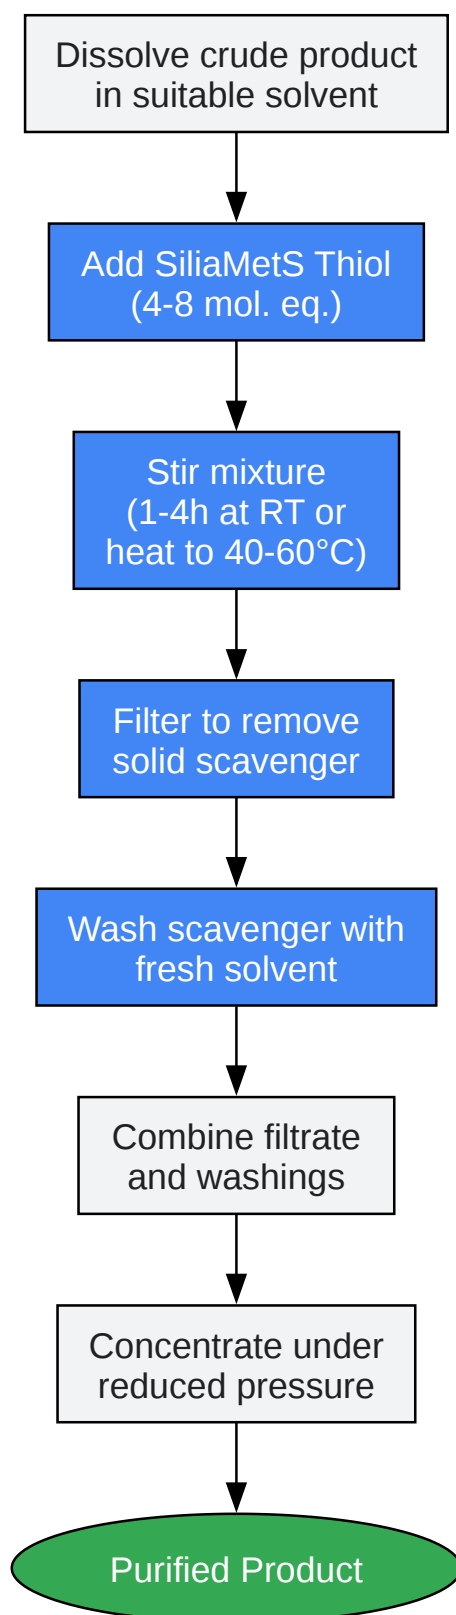 Dissolve crude product
in suitable solvent
Add SiliaMetS Thiol
(4-8 mol. eq.)
Stir mixture
(1-4h at RT or
heat to 40-60°C)
Filter to remove
solid scavenger
Wash scavenger with
fresh solvent
Combine filtrate
and washings
Concentrate under
reduced pressure
Purified Product